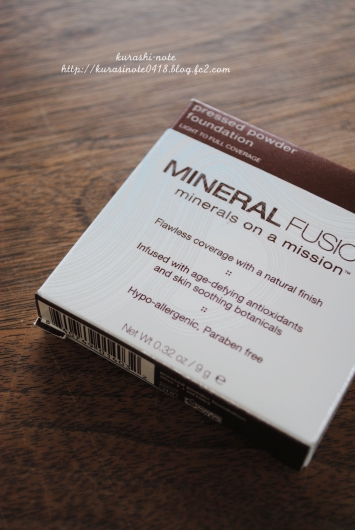 kurashi-note
http://kurasinote0418.blog.fc2.com
pressed powder
foundation
LIGHT TO FULL COVERAGE
MINERAL FUSIO
minerals on a mission™
Flawless coverage with a natural finish
::
Infused with age-defying antioxidants
and skin soothing botanicals
::
Hypo-allergenic, Paraben free
Net Wt 0.32 oz / 9 g ℮